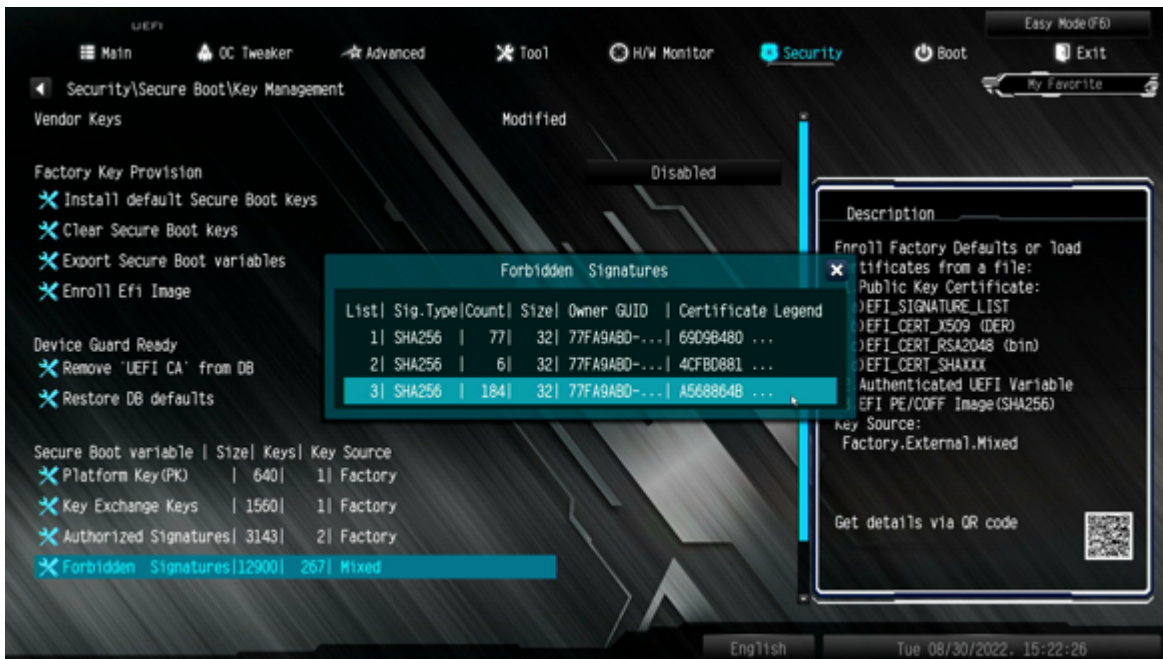 UEFI
Easy Mode(F6)
Main
OC Tweaker
Advanced
Tool
H/W Monitor
Security
Boot
Exit
My Favorite
Security\Secure Boot\Key Management
Vendor Keys Modified
Factory Key Provision Disabled
Install default Secure Boot keys
Clear Secure Boot keys
Export Secure Boot variables
Enroll Efi Image
Device Guard Ready
Remove 'UEFI CA' from DB
Restore DB defaults
Secure Boot variable | Size| Keys| Key Source
Platform Key(PK) | 640| 1| Factory
Key Exchange Keys | 1560| 1| Factory
Authorized Signatures| 3143| 2| Factory
Forbidden Signatures|12900| 267| Mixed
Forbidden Signatures
List| Sig.Type|Count| Size| Owner GUID | Certificate Legend
1| SHA256 | 77| 32| 77FA9ABD-...| 69D9B480 ...
2| SHA256 | 6| 32| 77FA9ABD-...| 4CFBD881 ...
3| SHA256 | 184| 32| 77FA9ABD-...| A568864B ...
Description
Enroll Factory Defaults or load
tificates from a file:
Public Key Certificate:
)EFI_SIGNATURE_LIST
)EFI_CERT_X509 (DER)
)EFI_CERT_RSA2048 (bin)
)EFI_CERT_SHAXXX
Authenticated UEFI Variable
EFI PE/COFF Image(SHA256)
Key Source:
Factory.External.Mixed
Get details via QR code
English
Tue 08/30/2022. 15:22:26